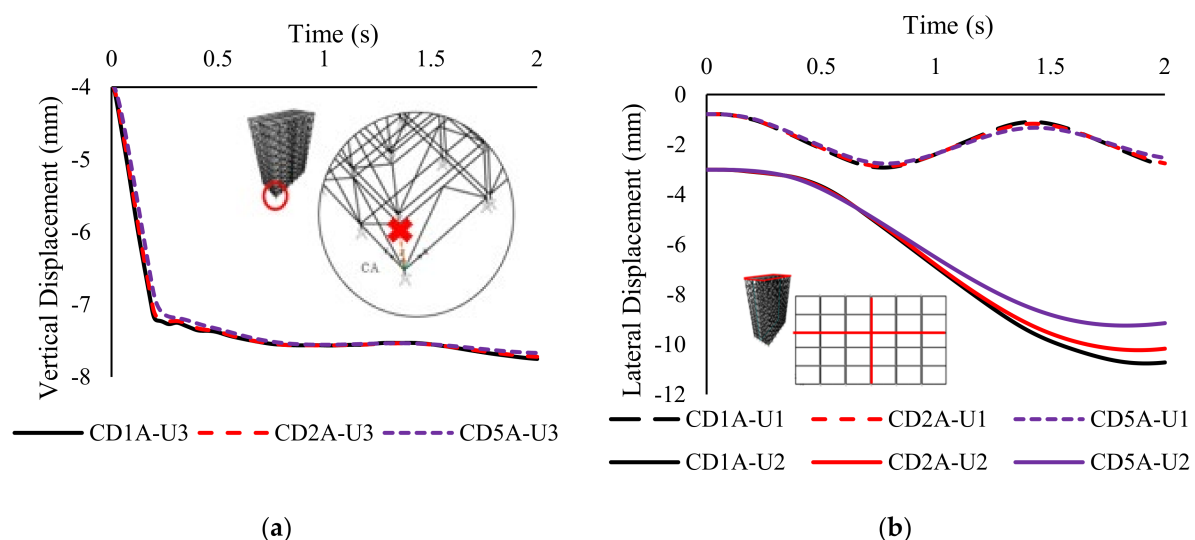 Time (s)
0 0.5 1 1.5 2
-4
-5
-6
-7
-8
Vertical Displacement (mm)
CA
CD1A-U3 CD2A-U3 CD5A-U3
(a)
Time (s)
0 0.5 1 1.5 2
0
-2
-4
-6
-8
-10
-12
Lateral Displacement (mm)
CD1A-U1 CD2A-U1 CD5A-U1
CD1A-U2 CD2A-U2 CD5A-U2
(b)